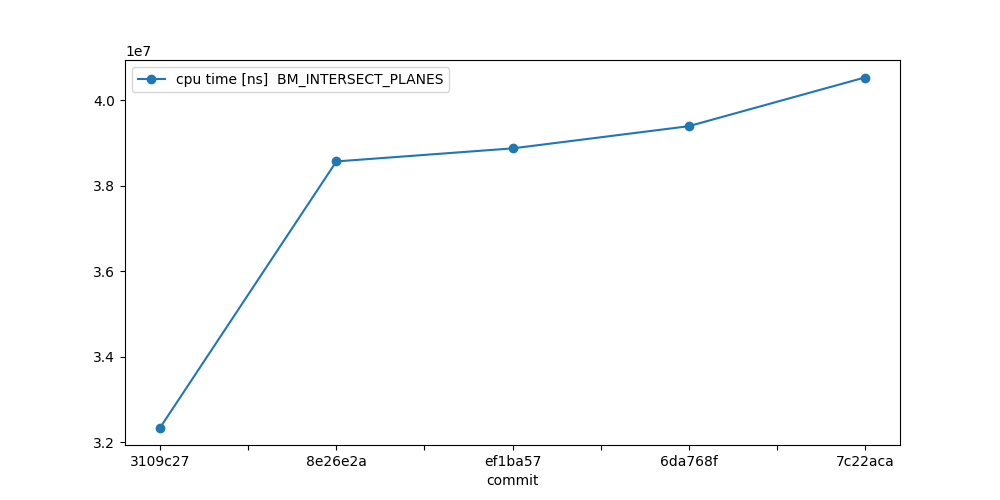 1e7
cpu time [ns]  BM_INTERSECT_PLANES
4.0
3.8
3.6
3.4
3.2
3109c27 8e26e2a ef1ba57 6da768f 7c22aca
commit